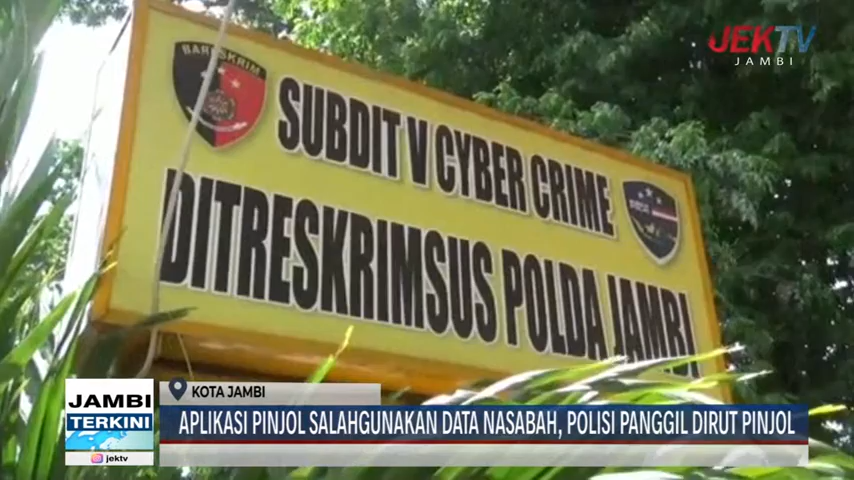 JEKTV
JAMBI
BARESKRIM
SUBDIT V CYBER CRIME
DITRESKRIMSUS POLDA JAMBI
KOTA JAMBI
JAMBI
TERKINI
jektv
APLIKASI PINJOL SALAHGUNAKAN DATA NASABAH, POLISI PANGGIL DIRUT PINJOL